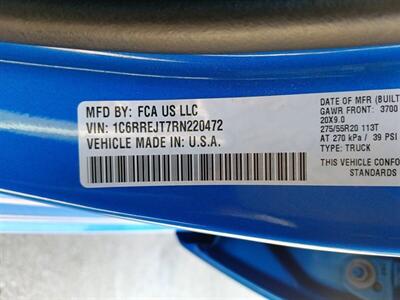 MFD BY: FCA US LLC
VIN: 1C6RREJT7RN220472
VEHICLE MADE IN: U.S.A.
DATE OF MFR (BUILT
GAWR FRONT: 3700
20X9.0
275/55R20 113T
AT 270 kPa / 39 PSI
TYPE: TRUCK
THIS VEHICLE CONFO